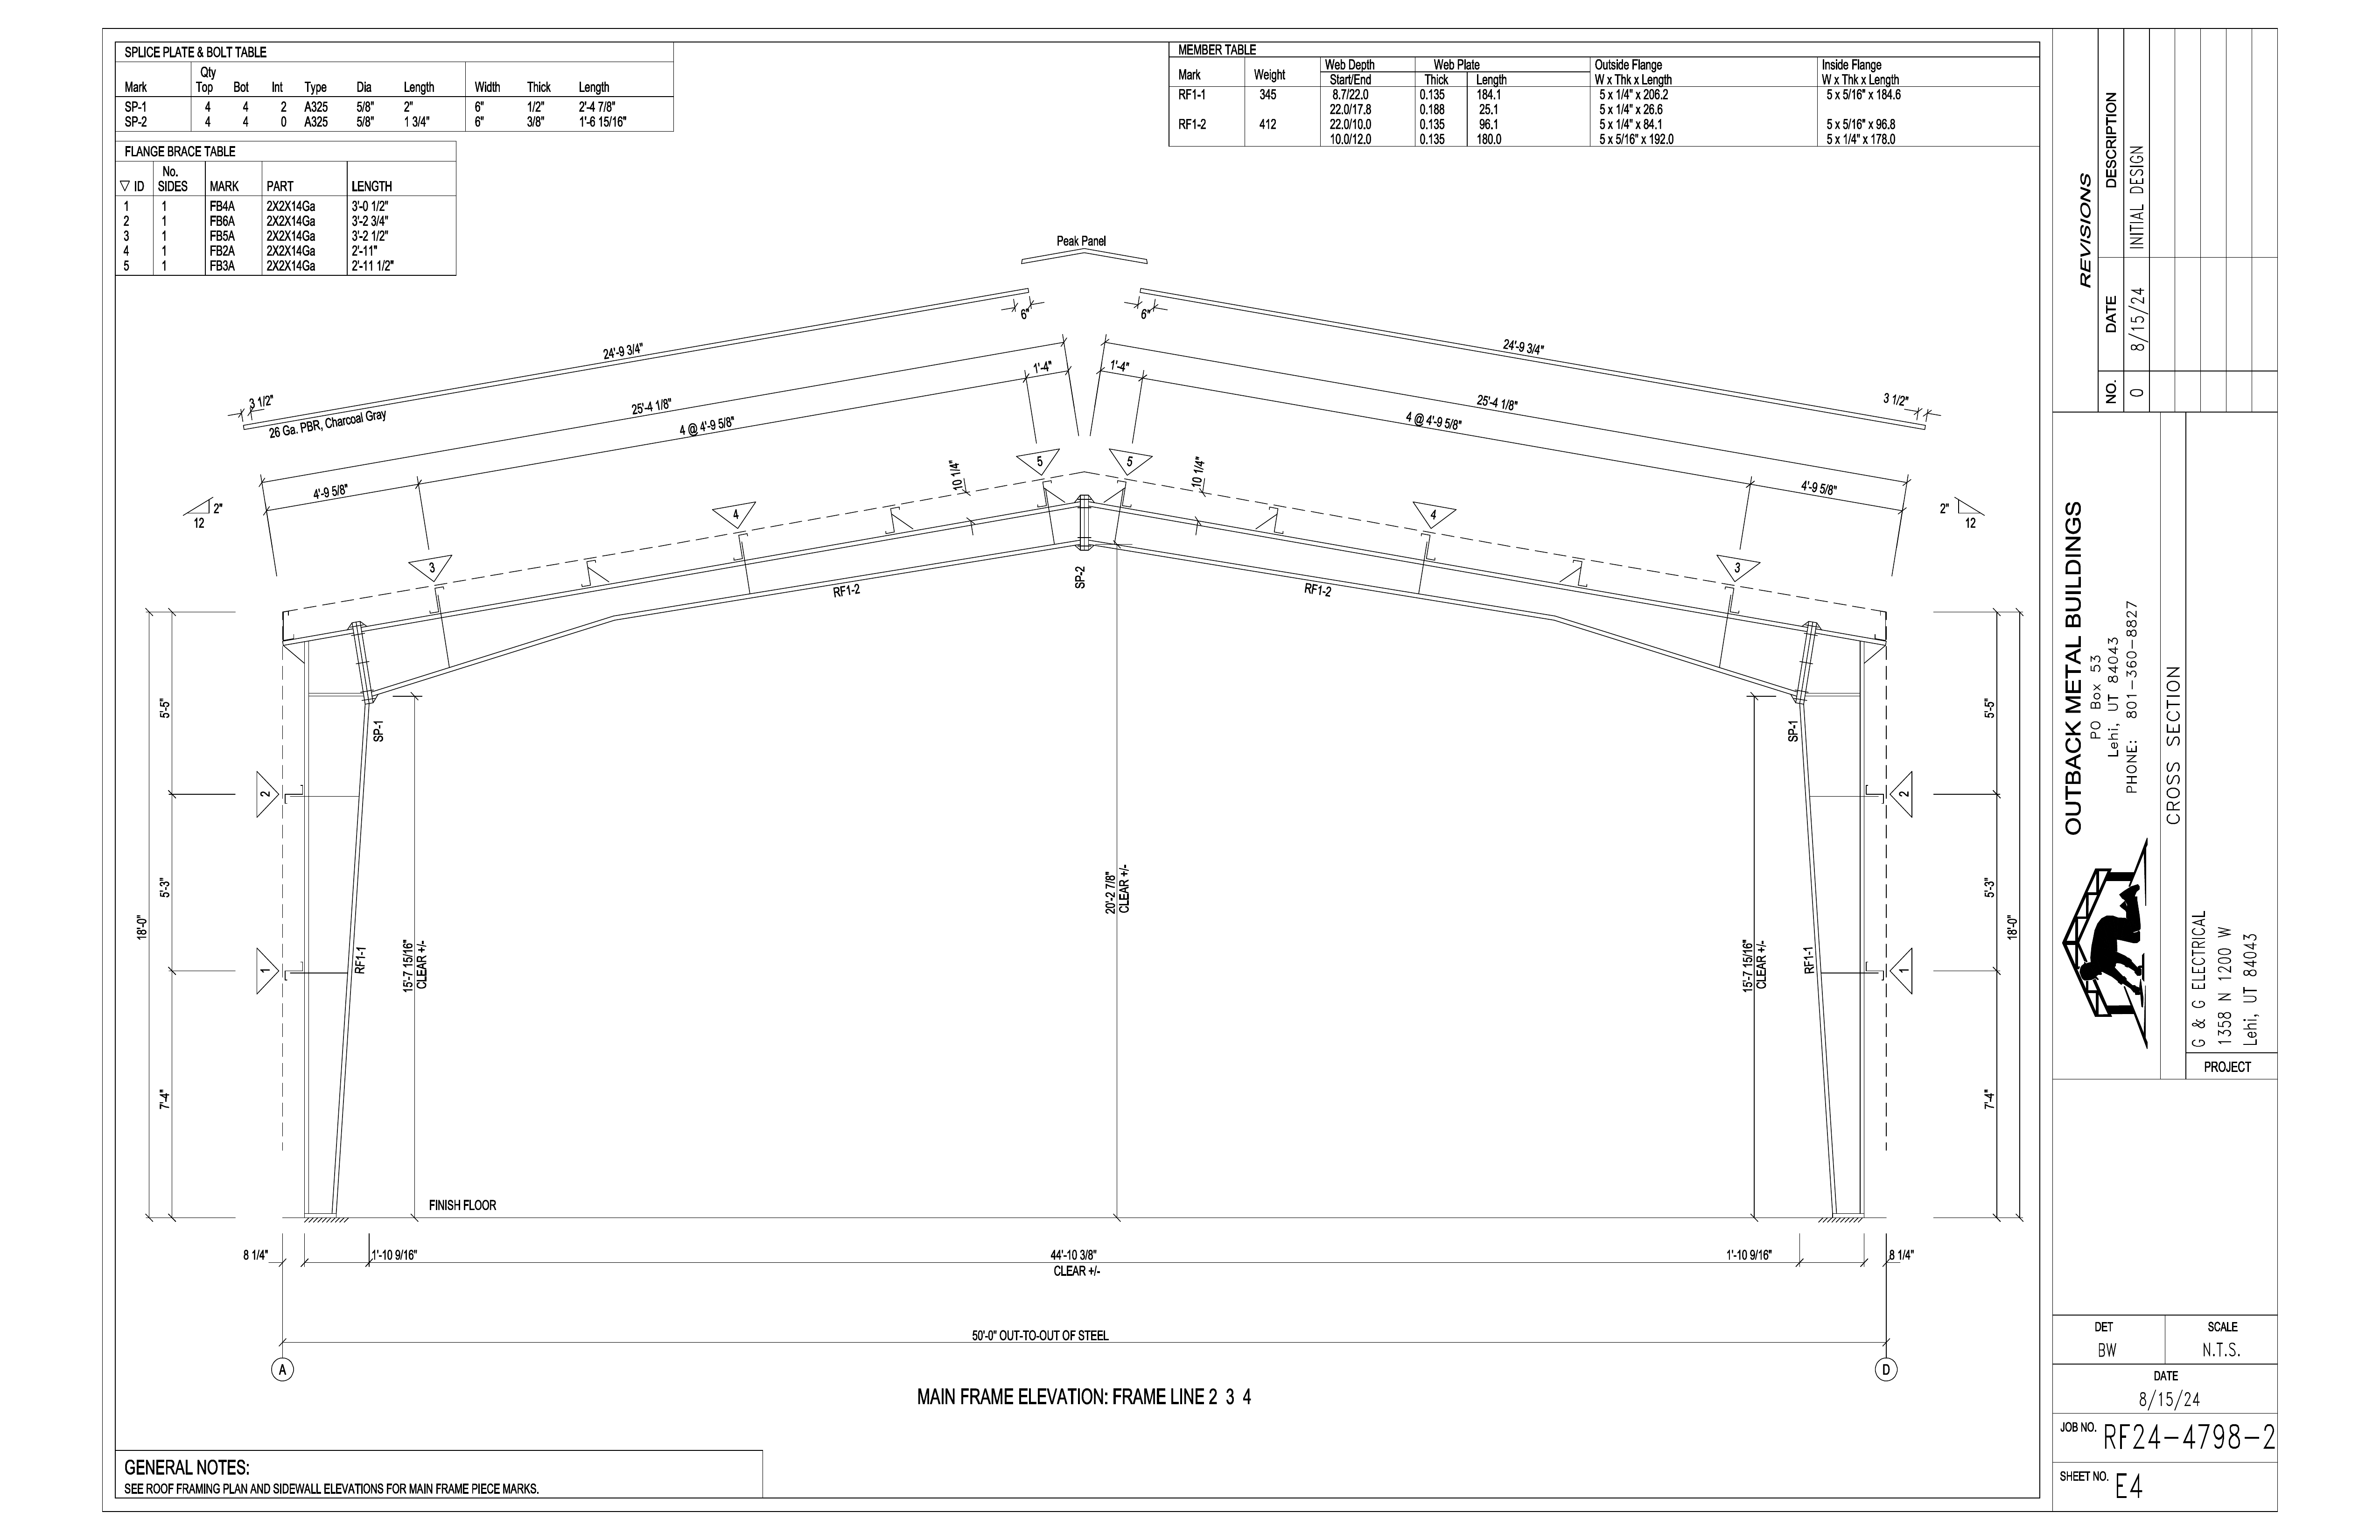 SPLICE PLATE & BOLT TABLE
Qty
Mark Top Bot Int Type Dia Length Width Thick Length
SP-1 4 4 2 A325 5/8" 2" 6" 1/2" 2'-4 7/8"
SP-2 4 4 0 A325 5/8" 1 3/4" 6" 3/8" 1'-6 15/16"
FLANGE BRACE TABLE
No.
▽ ID SIDES MARK PART LENGTH
1 1 FB4A 2X2X14Ga 3'-0 1/2"
2 1 FB6A 2X2X14Ga 3'-2 3/4"
3 1 FB5A 2X2X14Ga 3'-2 1/2"
4 1 FB2A 2X2X14Ga 2'-11"
5 1 FB3A 2X2X14Ga 2'-11 1/2"
MEMBER TABLE
Web Depth Web Plate Outside Flange Inside Flange
Mark Weight Start/End Thick Length W x Thk x Length W x Thk x Length
RF1-1 345 8.7/22.0 0.135 184.1 5 x 1/4" x 206.2 5 x 5/16" x 184.6
22.0/17.8 0.188 25.1 5 x 1/4" x 26.6
RF1-2 412 22.0/10.0 0.135 96.1 5 x 1/4" x 84.1 5 x 5/16" x 96.8
10.0/12.0 0.135 180.0 5 x 5/16" x 192.0 5 x 1/4" x 178.0
Peak Panel
6" 6"
24'-9 3/4" 24'-9 3/4"
1'-4" 1'-4"
3 1/2" 3 1/2"
26 Ga. PBR, Charcoal Gray
25'-4 1/8" 25'-4 1/8"
4 @ 4'-9 5/8" 4 @ 4'-9 5/8"
5 5
10 1/4" 10 1/4"
4'-9 5/8" 4'-9 5/8"
2" 2"
12 12
4 4
3 3
SP-2
RF1-2 RF1-2
5'-5" 5'-5"
SP-1 SP-1
2 2
5'-3" 5'-3"
18'-0" 18'-0"
20'-2 7/8"
CLEAR +/-
15'-7 15/16"
CLEAR +/-
15'-7 15/16"
CLEAR +/-
RF1-1 RF1-1
1 1
7'-4" 7'-4"
FINISH FLOOR
8 1/4" 1'-10 9/16" 44'-10 3/8" 1'-10 9/16" 8 1/4"
CLEAR +/-
50'-0" OUT-TO-OUT OF STEEL
A D
MAIN FRAME ELEVATION: FRAME LINE 2 3 4
GENERAL NOTES:
SEE ROOF FRAMING PLAN AND SIDEWALL ELEVATIONS FOR MAIN FRAME PIECE MARKS.
REVISIONS
NO. DATE DESCRIPTION
0 8/15/24 INITIAL DESIGN
OUTBACK METAL BUILDINGS
PO Box 53
Lehi, UT 84043
PHONE: 801-360-8827
CROSS SECTION
G & G ELECTRICAL
1358 N 1200 W
Lehi, UT 84043
PROJECT
DET SCALE
BW N.T.S.
DATE
8/15/24
JOB NO. RF24-4798-2
SHEET NO. E4